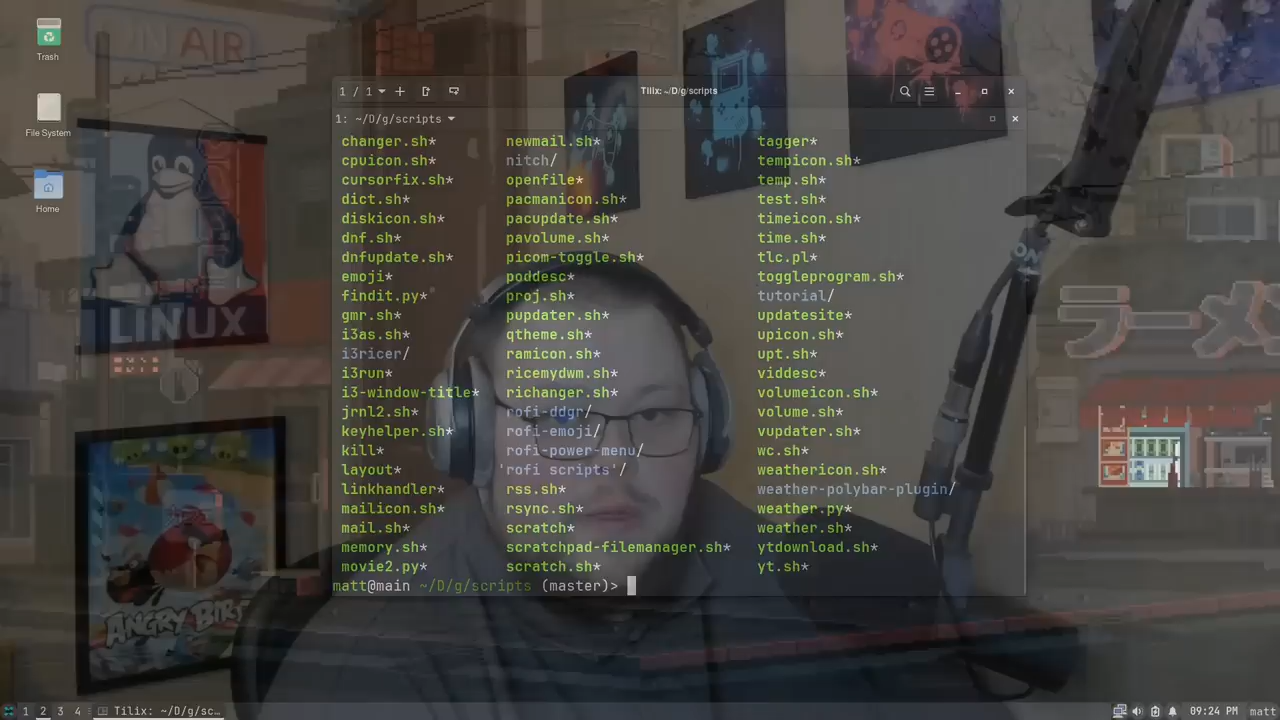 ON AIR
Trash
File System
Home
LINUX
ANGRY BIRDS
ラーメン
1 / 1
Tilix: ~/D/g/scripts
1: ~/D/g/scripts
changer.sh* newmail.sh* tagger*
cpuicon.sh* nitch/ tempicon.sh*
cursorfix.sh* openfile* temp.sh*
dict.sh* pacmanicon.sh* test.sh*
diskicon.sh* pacupdate.sh* timeicon.sh*
dnf.sh* pavolume.sh* time.sh*
dnfupdate.sh* picom-toggle.sh* tlc.pl*
emoji* poddesc* toggleprogram.sh*
findit.py* proj.sh* tutorial/
gmr.sh* pupdater.sh* updatesite*
i3as.sh* qtheme.sh* upicon.sh*
i3ricer/ ramicon.sh* upt.sh*
i3run* ricemydwm.sh* viddesc*
i3-window-title* richanger.sh* volumeicon.sh*
jrnl2.sh* rofi-ddgr/ volume.sh*
keyhelper.sh* rofi-emoji/ vupdater.sh*
kill* rofi-power-menu/ wc.sh*
layout* 'rofi scripts'/ weathericon.sh*
linkhandler* rss.sh* weather-polybar-plugin/
mailicon.sh* rsync.sh* weather.py*
mail.sh* scratch* weather.sh*
memory.sh* scratchpad-filemanager.sh* ytdownload.sh*
movie2.py* scratch.sh* yt.sh*
matt@main ~/D/g/scripts (master)>
1 2 3 4 Tilix: ~/D/g/sc… 09:24 PM matt